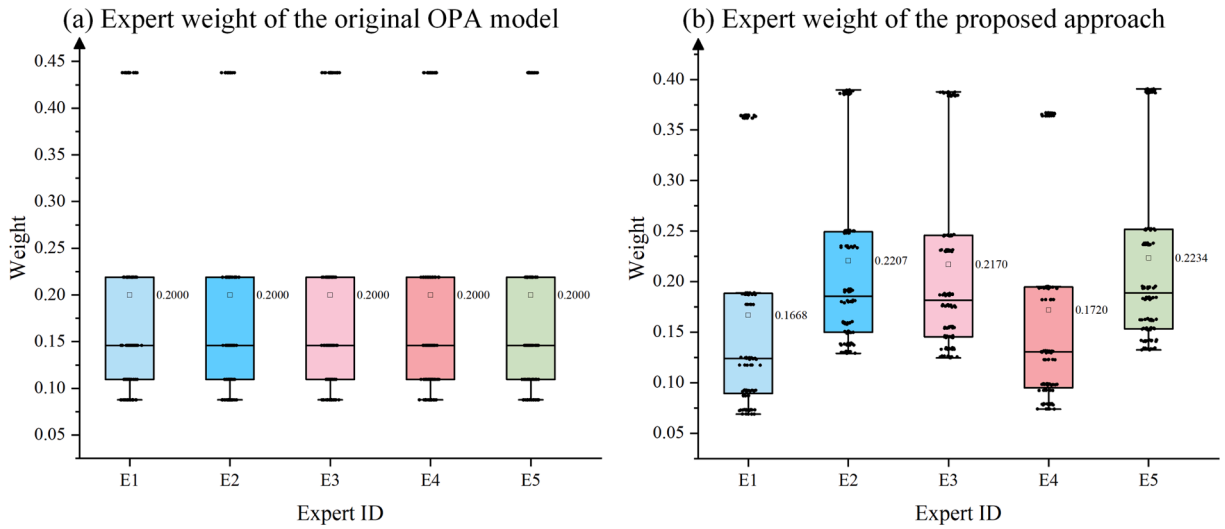 (a) Expert weight of the original OPA model
Weight
0.45
0.40
0.35
0.30
0.25
0.20
0.15
0.10
0.05
0.2000
0.2000
0.2000
0.2000
0.2000
E1
E2
E3
E4
E5
Expert ID
(b) Expert weight of the proposed approach
Weight
0.40
0.35
0.30
0.25
0.20
0.15
0.10
0.05
0.1668
0.2207
0.2170
0.1720
0.2234
E1
E2
E3
E4
E5
Expert ID